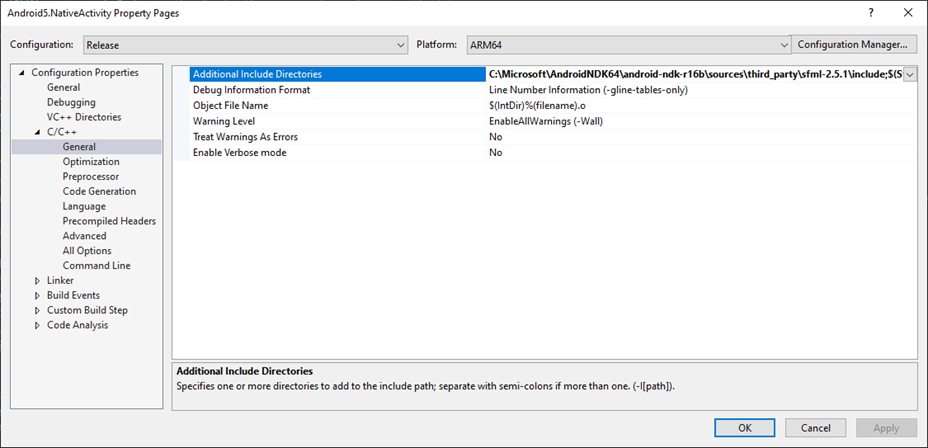 Android5.NativeActivity Property Pages
Configuration: Release Platform: ARM64 Configuration Manager...
Configuration Properties
General
Debugging
VC++ Directories
C/C++
General
Optimization
Preprocessor
Code Generation
Language
Precompiled Headers
Advanced
All Options
Command Line
Linker
Build Events
Custom Build Step
Code Analysis
Additional Include Directories C:\Microsoft\AndroidNDK64\android-ndk-r16b\sources\third_party\sfml-2.5.1\include;$(S
Debug Information Format Line Number Information (-gline-tables-only)
Object File Name $(IntDir)%(filename).o
Warning Level EnableAllWarnings (-Wall)
Treat Warnings As Errors No
Enable Verbose mode No
Additional Include Directories
Specifies one or more directories to add to the include path; separate with semi-colons if more than one. (-I[path]).
OK Cancel Apply